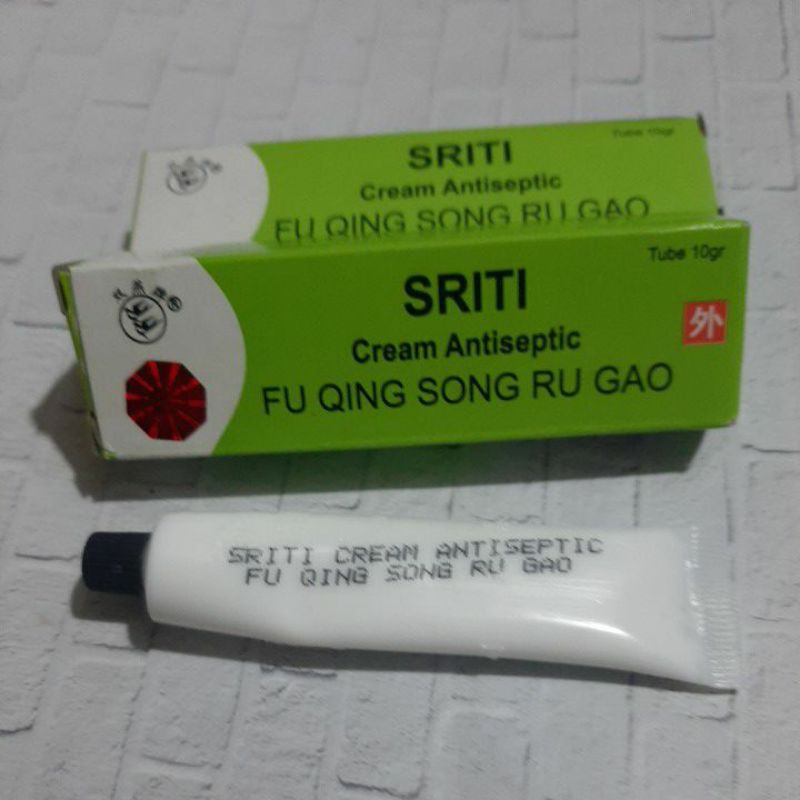 Tube 10gr
SRITI
Cream Antiseptic
FU QING SONG RU GAO
Tube 10gr
SRITI
外
Cream Antiseptic
FU QING SONG RU GAO
SRITI CREAM ANTISEPTIC
FU QING SONG RU GAO